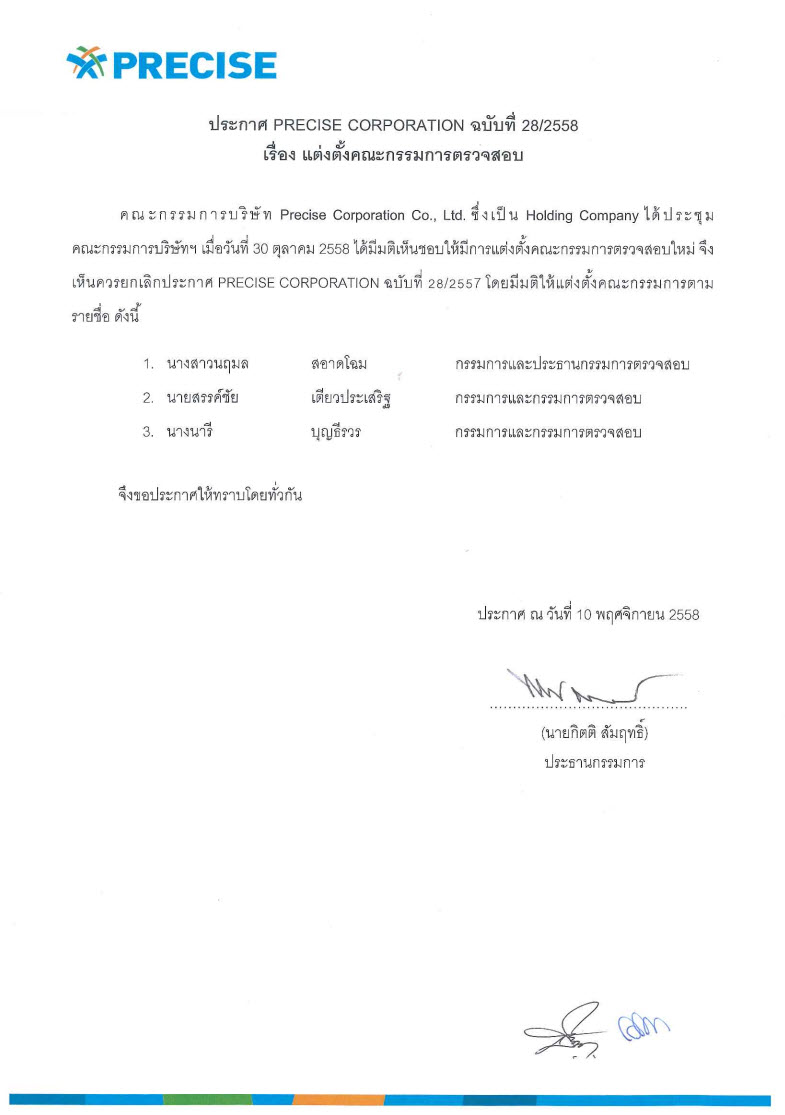 PRECISE
ประกาศ PRECISE CORPORATION ฉบับที่ 28/2558
เรื่อง แต่งตั้งคณะกรรมการตรวจสอบ
คณะกรรมการบริษัท Precise Corporation Co., Ltd. ซึ่งเป็น Holding Company ได้ประชุม
คณะกรรมการบริษัทฯ เมื่อวันที่ 30 ตุลาคม 2558 ได้มีมติเห็นชอบให้มีการแต่งตั้งคณะกรรมการตรวจสอบใหม่ จึง
เห็นควรยกเลิกประกาศ PRECISE CORPORATION ฉบับที่ 28/2557 โดยมีมติให้แต่งตั้งคณะกรรมการตาม
รายชื่อ ดังนี้
1. นางสาวนฤมล สอาดโฉม กรรมการและประธานกรรมการตรวจสอบ
2. นายสรรค์ชัย เตียวประเสริฐ กรรมการและกรรมการตรวจสอบ
3. นางนารี บุญธีรวร กรรมการและกรรมการตรวจสอบ
จึงขอประกาศให้ทราบโดยทั่วกัน
ประกาศ ณ วันที่ 10 พฤศจิกายน 2558
(นายกิตติ สัมฤทธิ์)
ประธานกรรมการ